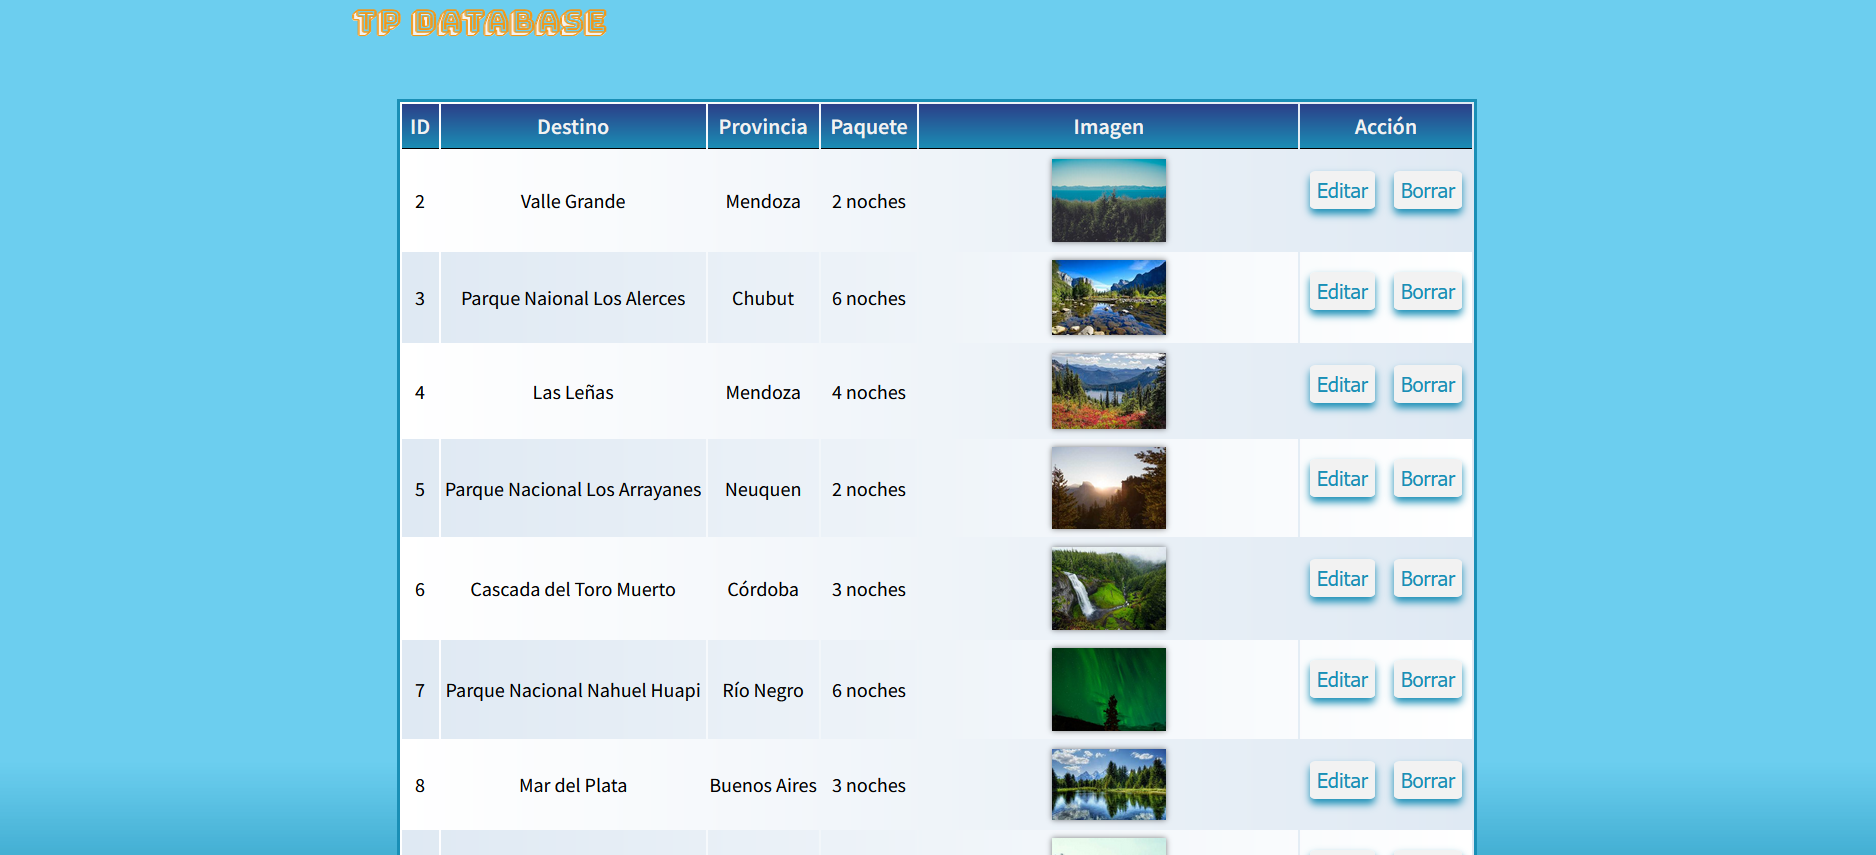 TP DATABASE
ID Destino Provincia Paquete Imagen Acción
2 Valle Grande Mendoza 2 noches Editar Borrar
3 Parque Naional Los Alerces Chubut 6 noches Editar Borrar
4 Las Leñas Mendoza 4 noches Editar Borrar
5 Parque Nacional Los Arrayanes Neuquen 2 noches Editar Borrar
6 Cascada del Toro Muerto Córdoba 3 noches Editar Borrar
7 Parque Nacional Nahuel Huapi Río Negro 6 noches Editar Borrar
8 Mar del Plata Buenos Aires 3 noches Editar Borrar